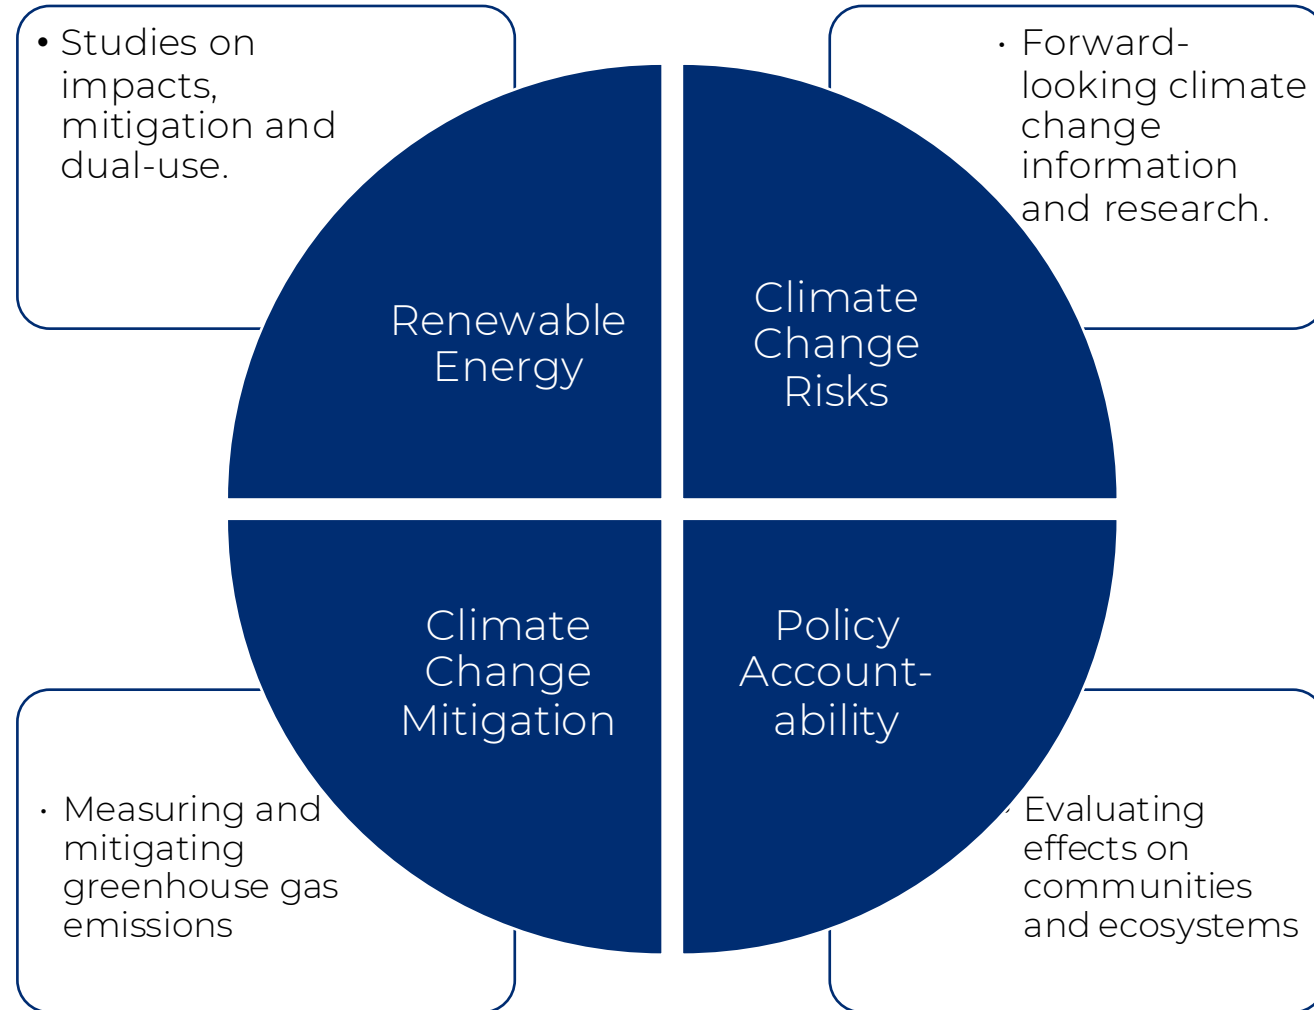 • Studies on
impacts,
mitigation and
dual-use.
• Forward-
looking climate
change
information
and research.
Renewable
Energy
Climate
Change
Risks
Climate
Change
Mitigation
Policy
Account-
ability
• Measuring and
mitigating
greenhouse gas
emissions
• Evaluating
effects on
communities
and ecosystems